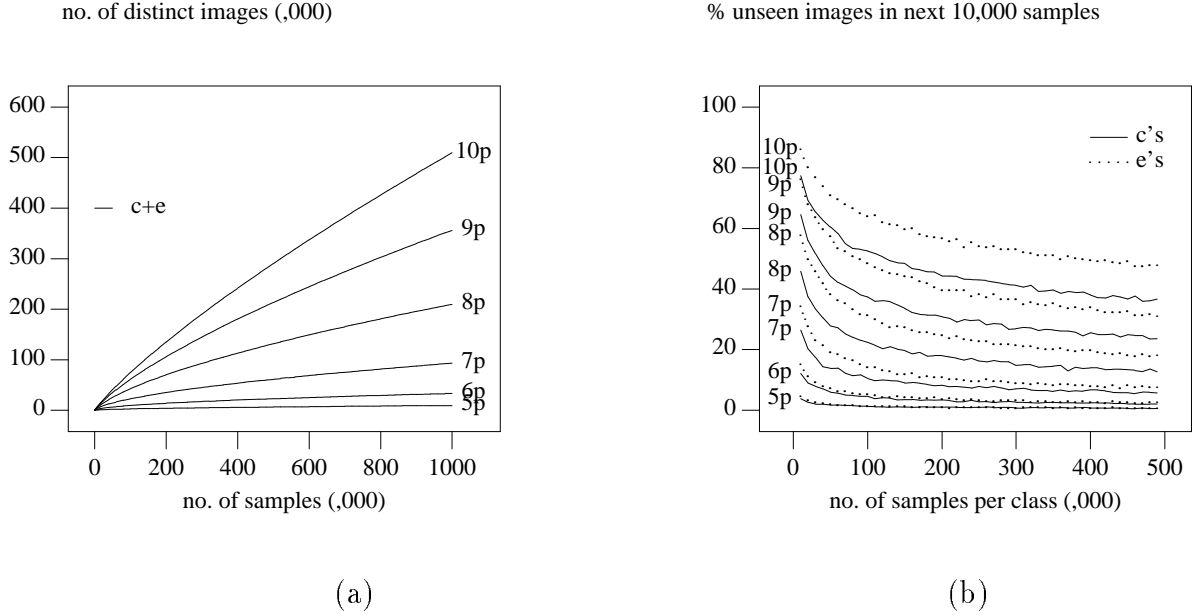 no. of distinct images (,000)
600
500
400
300
200
100
0
c+e
10p
9p
8p
7p
6p
5p
0 200 400 600 800 1000
no. of samples (,000)
(a)
% unseen images in next 10,000 samples
100
80
60
40
20
0
10p
10p
9p
9p
8p
8p
7p
7p
6p
5p
c's
e's
0 100 200 300 400 500
no. of samples per class (,000)
(b)